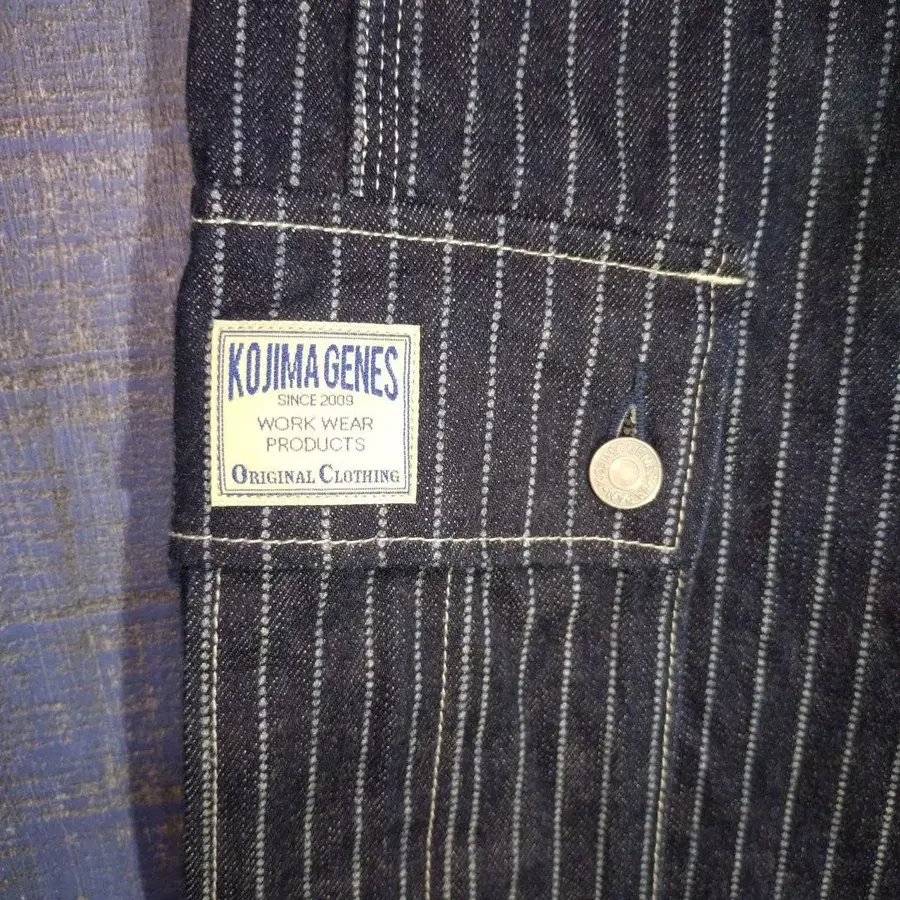 KOJIMA GENES
SINCE 2009
WORK WEAR
PRODUCTS
ORIGINAL CLOTHING